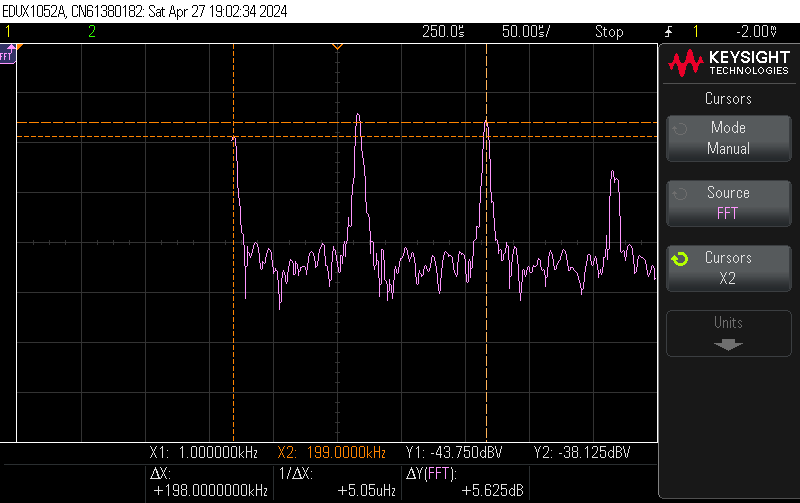 EDUX1052A, CN61380182: Sat Apr 27 19:02:34 2024
1 2 250.0us 50.00s/ Stop 1 -2.00V
FFT
KEYSIGHT
TECHNOLOGIES
Cursors
Mode
Manual
Source
FFT
Cursors
X2
Units
X1: 1.000000kHz X2: 199.0000kHz Y1: -43.750dBV Y2: -38.125dBV
ΔX: 1/ΔX: ΔY(FFT):
+198.0000000kHz +5.05uHz +5.625dB